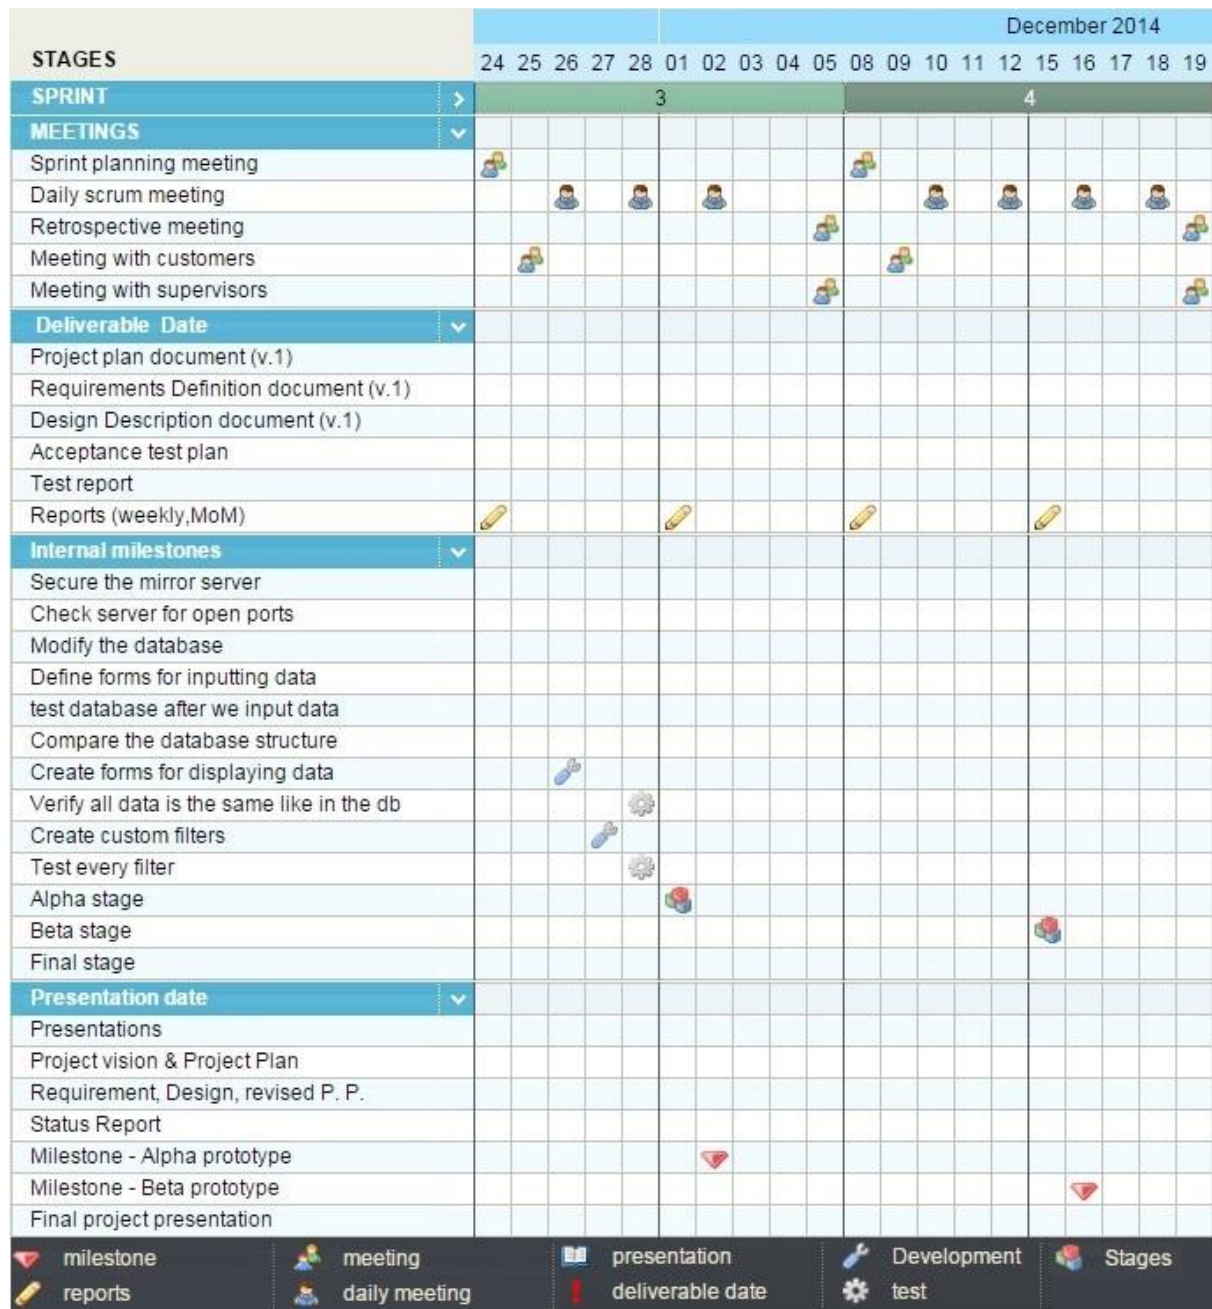 December 2014
STAGES 24 25 26 27 28 01 02 03 04 05 08 09 10 11 12 15 16 17 18 19
SPRINT 3 4
MEETINGS
Sprint planning meeting
Daily scrum meeting
Retrospective meeting
Meeting with customers
Meeting with supervisors
Deliverable Date
Project plan document (v.1)
Requirements Definition document (v.1)
Design Description document (v.1)
Acceptance test plan
Test report
Reports (weekly,MoM)
Internal milestones
Secure the mirror server
Check server for open ports
Modify the database
Define forms for inputting data
test database after we input data
Compare the database structure
Create forms for displaying data
Verify all data is the same like in the db
Create custom filters
Test every filter
Alpha stage
Beta stage
Final stage
Presentation date
Presentations
Project vision & Project Plan
Requirement, Design, revised P. P.
Status Report
Milestone - Alpha prototype
Milestone - Beta prototype
Final project presentation
milestone meeting presentation Development Stages
reports daily meeting deliverable date test